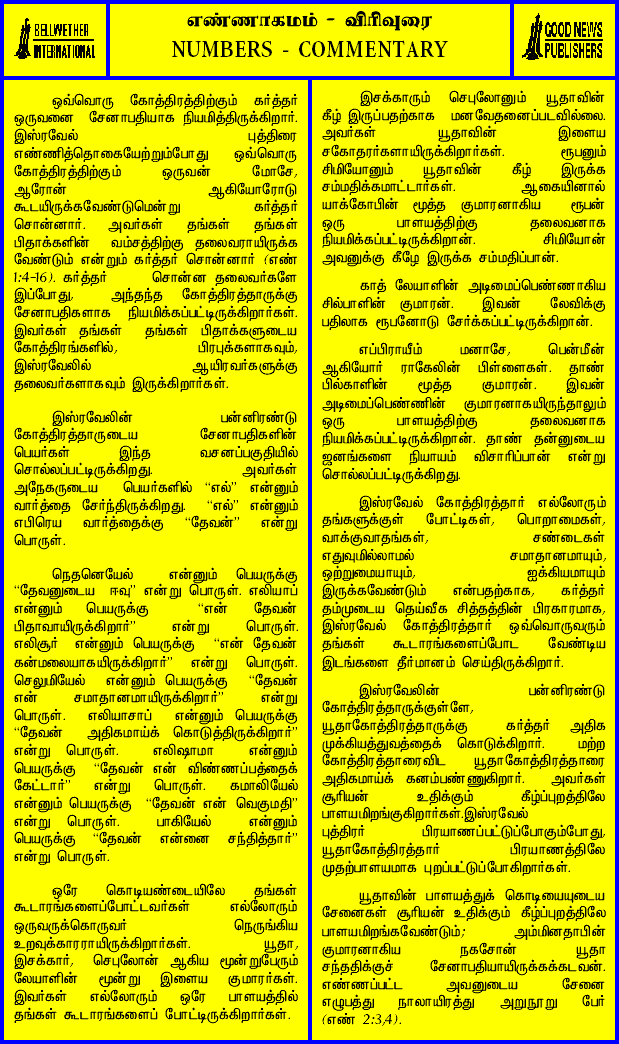 BELLWETHER
INTERNATIONAL
எண்ணாகமம் - விரிவுரை
NUMBERS - COMMENTARY
GOOD NEWS
PUBLISHERS
ஒவ்வொரு கோத்திரத்திற்கும் கர்த்தர்
ஒருவனை சேனாபதியாக நியமித்திருக்கிறார்.
இஸ்ரவேல் புத்திரை
எண்ணித்தொகையேற்றும்போது ஒவ்வொரு
கோத்திரத்திற்கும் ஒருவன் மோசே,
ஆரோன் ஆகியோரோடு
கூடயிருக்கவேண்டுமென்று கர்த்தர்
சொன்னார். அவர்கள் தங்கள் தங்கள்
பிதாக்களின் வம்சத்திற்கு தலைவராயிருக்க
வேண்டும் என்றும் கர்த்தர் சொன்னார் (எண்
1:4-16). கர்த்தர் சொன்ன தலைவர்களே
இப்போது, அந்தந்த கோத்திரத்தாருக்கு
சேனாபதிகளாக நியமிக்கப்பட்டிருக்கிறார்கள்.
இவர்கள் தங்கள் தங்கள் பிதாக்களுடைய
கோத்திரங்களில், பிரபுக்களாகவும்,
இஸ்ரவேலில் ஆயிரவர்களுக்கு
தலைவர்களாகவும் இருக்கிறார்கள்.
இஸ்ரவேலின் பன்னிரண்டு
கோத்திரத்தாருடைய சேனாபதிகளின்
பெயர்கள் இந்த வசனப்பகுதியில்
சொல்லப்பட்டிருக்கிறது. அவர்கள்
அநேகருடைய பெயர்களில் “எல்” என்னும்
வார்த்தை சேர்ந்திருக்கிறது. “எல்” என்னும்
எபிரெய வார்த்தைக்கு “தேவன்” என்று
பொருள்.
நெதனெயேல் என்னும் பெயருக்கு
“தேவனுடைய ஈவு” என்று பொருள். எலியாப்
என்னும் பெயருக்கு “என் தேவன்
பிதாவாயிருக்கிறார்” என்று பொருள்.
எலிசூர் என்னும் பெயருக்கு “என் தேவன்
கன்மலையாகயிருக்கிறார்” என்று பொருள்.
செலூமியேல் என்னும் பெயருக்கு “தேவன்
என் சமாதானமாயிருக்கிறார்” என்று
பொருள். எலியாசாப் என்னும் பெயருக்கு
“தேவன் அதிகமாய்க் கொடுத்திருக்கிறார்”
என்று பொருள். எலிஷாமா என்னும்
பெயருக்கு “தேவன் என் விண்ணப்பத்தைக்
கேட்டார்” என்று பொருள். கமாலியேல்
என்னும் பெயருக்கு “தேவன் என் வெகுமதி”
என்று பொருள். பாகியேல் என்னும்
பெயருக்கு “தேவன் என்னை சந்தித்தார்”
என்று பொருள்.
ஒரே கொடியண்டையிலே தங்கள்
கூடாரங்களைப்போட்டவர்கள் எல்லோரும்
ஒருவருக்கொருவர் நெருங்கிய
உறவுக்காரராயிருக்கிறார்கள். யூதா,
இசக்கார், செபுலோன் ஆகிய மூன்றுபேரும்
லேயாளின் மூன்று இளைய குமாரர்கள்.
இவர்கள் எல்லோரும் ஒரே பாளயத்தில்
தங்கள் கூடாரங்களைப் போட்டிருக்கிறார்கள்.
இசக்காரும் செபுலோனும் யூதாவின்
கீழ் இருப்பதற்காக மனவேதனைப்படவில்லை.
அவர்கள் யூதாவின் இளைய
சகோதரர்களாயிருக்கிறார்கள். ரூபனும்
சிமியோனும் யூதாவின் கீழ் இருக்க
சம்மதிக்கமாட்டார்கள். ஆகையினால்
யாக்கோபின் மூத்த குமாரனாகிய ரூபன்
ஒரு பாளயத்திற்கு தலைவனாக
நியமிக்கப்பட்டிருக்கிறான். சிமியோன்
அவனுக்கு கீழே இருக்க சம்மதிப்பான்.
காத் லேயாளின் அடிமைப்பெண்ணாகிய
சில்பாளின் குமாரன். இவன் லேவிக்கு
பதிலாக ரூபனோடு சேர்க்கப்பட்டிருக்கிறான்.
எப்பிராயீம் மனாசே, பென்மீன்
ஆகியோர் ராகேலின் பிள்ளைகள். தாண்
பில்காளின் மூத்த குமாரன். இவன்
அடிமைப்பெண்ணின் குமாரனாகயிருந்தாலும்
ஒரு பாளயத்திற்கு தலைவனாக
நியமிக்கப்பட்டிருக்கிறான். தாண் தன்னுடைய
ஜனங்களை நியாயம் விசாரிப்பான் என்று
சொல்லப்பட்டிருக்கிறது.
இஸ்ரவேல் கோத்திரத்தார் எல்லோரும்
தங்களுக்குள் போட்டிகள், பொறாமைகள்,
வாக்குவாதங்கள், சண்டைகள்
எதுவுமில்லாமல் சமாதானமாயும்,
ஒற்றுமையாயும், ஐக்கியமாயும்
இருக்கவேண்டும் என்பதற்காக, கர்த்தர்
தம்முடைய தெய்வீக சித்தத்தின் பிரகாரமாக,
இஸ்ரவேல் கோத்திரத்தார் ஒவ்வொருவரும்
தங்கள் கூடாரங்களைப்போட வேண்டிய
இடங்களை தீர்மானம் செய்திருக்கிறார்.
இஸ்ரவேலின் பன்னிரண்டு
கோத்திரத்தாருக்குள்ளே,
யூதாகோத்திரத்தாருக்கு கர்த்தர் அதிக
முக்கியத்துவத்தைக் கொடுக்கிறார். மற்ற
கோத்திரத்தாரைவிட யூதாகோத்திரத்தாரை
அதிகமாய்க் கனம்பண்ணுகிறார். அவர்கள்
சூரியன் உதிக்கும் கீழ்ப்புறத்திலே
பாளயமிறங்குகிறார்கள்.இஸ்ரவேல்
புத்திரர் பிரயாணப்பட்டுப்போகும்போது,
யூதாகோத்திரத்தார் பிரயாணத்திலே
முதற்பாளயமாக புறப்பட்டுப்போகிறார்கள்.
யூதாவின் பாளயத்துக் கொடியையுடைய
சேனைகள் சூரியன் உதிக்கும் கீழ்ப்புறத்திலே
பாளயமிறங்கவேண்டும்; அம்மினதாபின்
குமாரனாகிய நகசோன் யூதா
சந்ததிக்குச் சேனாபதியாயிருக்கக்கடவன்.
எண்ணப்பட்ட அவனுடைய சேனை
எழுபத்து நாலாயிரத்து அறுநூறு பேர்
(எண் 2:3,4).